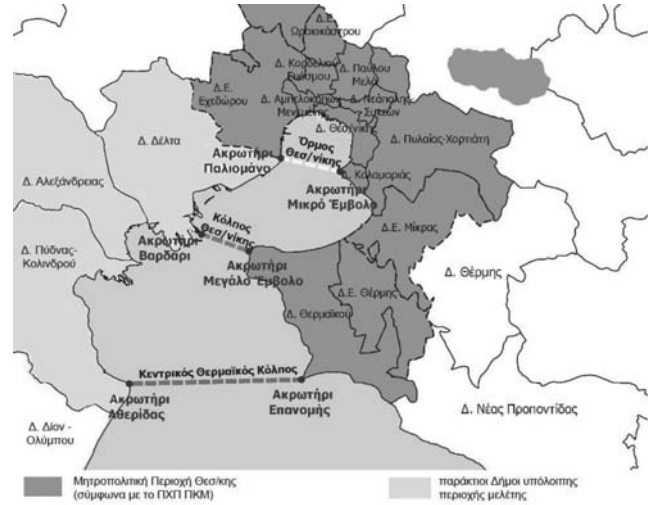 Δ.Ε.
Ωραιοκάστρου
Δ. Κορδελιού
Ευόσμου
Δ. Παύλου
Μελά
Δ.Ε.
Εχεδώρου
Δ. Αμπελοκήπων
Μενεμένης
Δ. Νεάπολης
Συκεών
Δ. Θεσ/νίκης
Δ. Πυλαίας-Χορτιάτη
Δ. Δέλτα
Όρμος
Θεσ/νίκης
Ακρωτήρι
Παλιομάνα
Δ. Καλαμαριάς
Δ. Αλεξάνδρειας
Ακρωτήρι
Μικρό Έμβολο
Κόλπος
Θεσ/νίκης
Δ.Ε. Μίκρας
Δ. Πύδνας-
Κολινδρού
Ακρωτήρι
Βαρδάρι
Ακρωτήρι
Μεγάλο Έμβολο
Δ. Θέρμης
Δ.Ε. Θέρμης
Δ. Θερμαϊκού
Κεντρικός Θερμαϊκός Κόλπος
Ακρωτήρι
Αθερίδας
Ακρωτήρι
Επανομής
Δ. Νέας Προποντίδας
Δ. Δίον -
Ολύμπου
Μητροπολιτική Περιοχή Θεσ/κης
(σύμφωνα με το ΠΧΠ ΠΚΜ)
παράκτιοι Δήμοι υπόλοιπης
περιοχής μελέτης